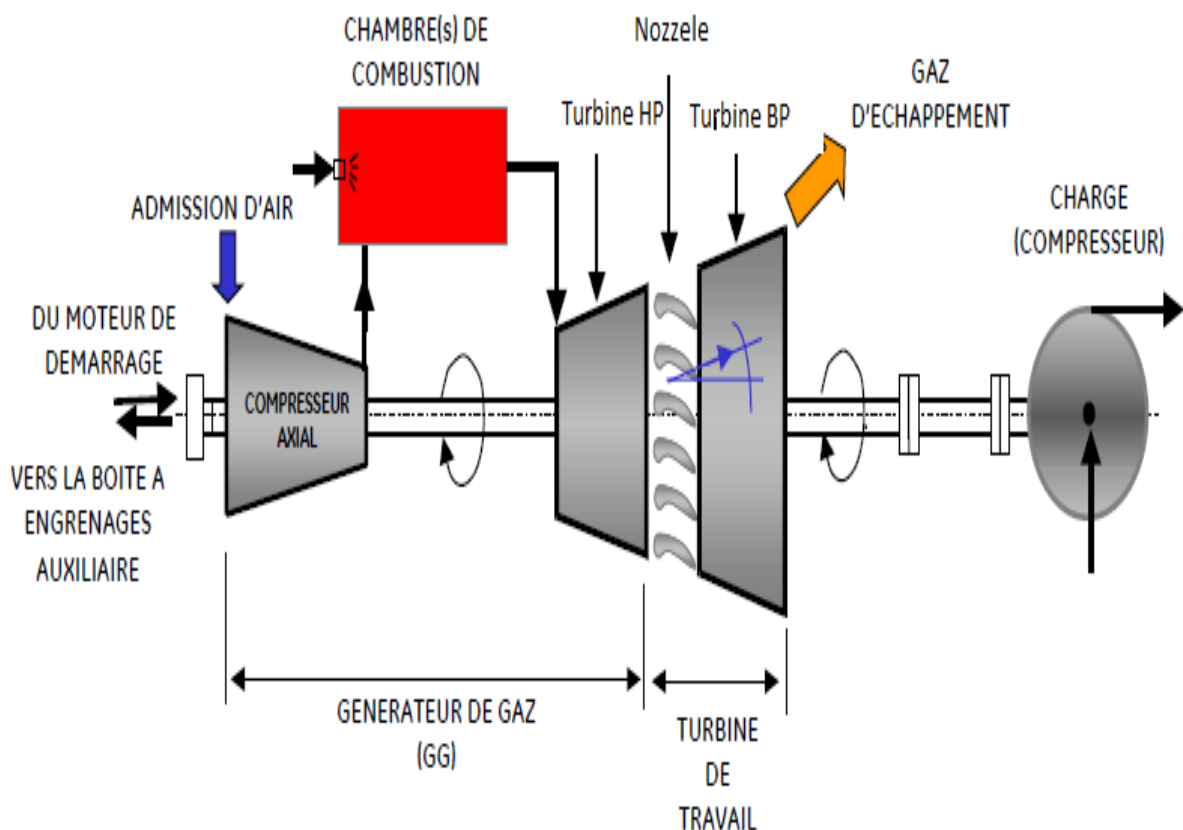 CHAMBRE(s) DE
COMBUSTION
Nozzele
GAZ
D'ECHAPPEMENT
Turbine HP
Turbine BP
ADMISSION D'AIR
CHARGE
(COMPRESSEUR)
DU MOTEUR DE
DEMARRAGE
COMPRESSEUR
AXIAL
VERS LA BOITE A
ENGRENAGES
AUXILIAIRE
GENERATEUR DE GAZ
(GG)
TURBINE
DE
TRAVAIL